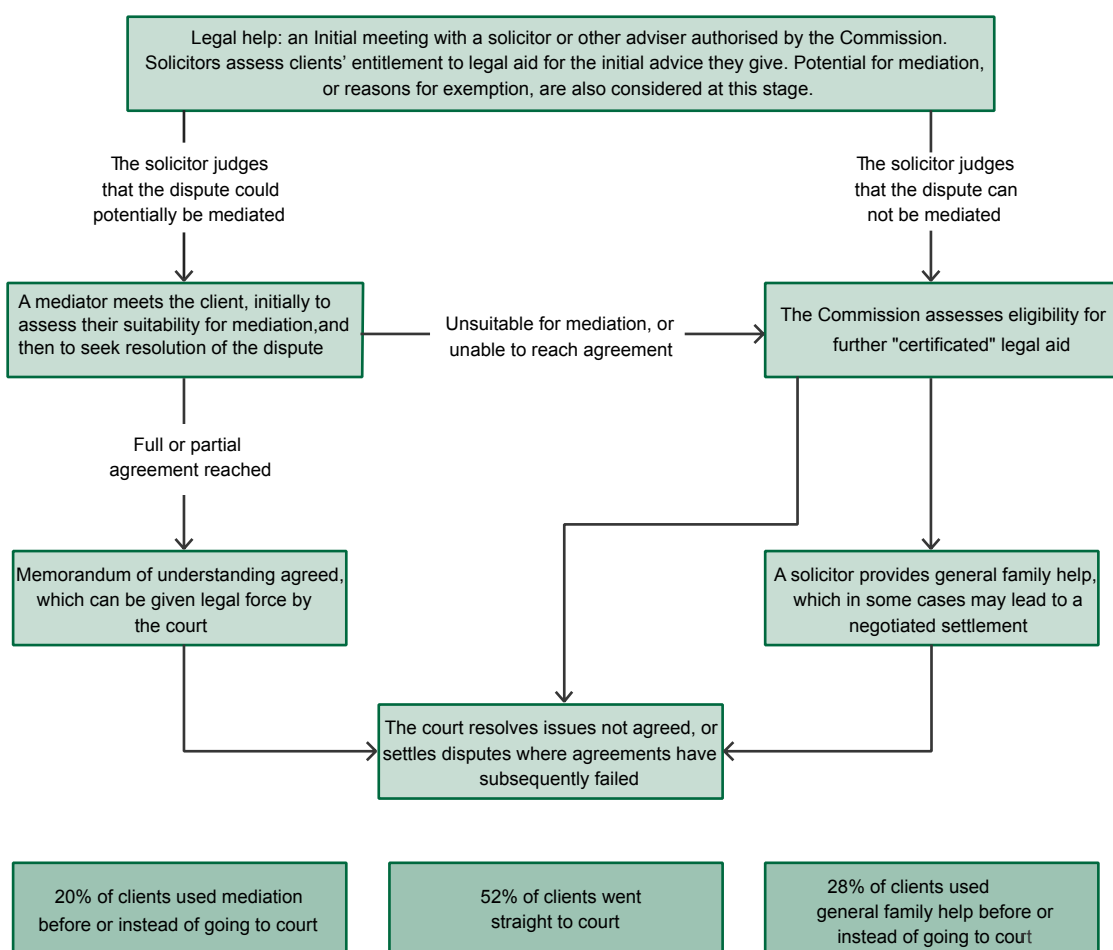 Legal help: an Initial meeting with a solicitor or other adviser authorised by the Commission.
Solicitors assess clients' entitlement to legal aid for the initial advice they give. Potential for mediation,
or reasons for exemption, are also considered at this stage.
The solicitor judges
that the dispute could
potentially be mediated
The solicitor judges
that the dispute can
not be mediated
A mediator meets the client, initially to
assess their suitability for mediation,and
then to seek resolution of the dispute
Unsuitable for mediation, or
unable to reach agreement
The Commission assesses eligibility for
further "certificated" legal aid
Full or partial
agreement reached
Memorandum of understanding agreed,
which can be given legal force by
the court
A solicitor provides general family help,
which in some cases may lead to a
negotiated settlement
The court resolves issues not agreed, or
settles disputes where agreements have
subsequently failed
20% of clients used mediation
before or instead of going to court
52% of clients went
straight to court
28% of clients used
general family help before or
instead of going to court